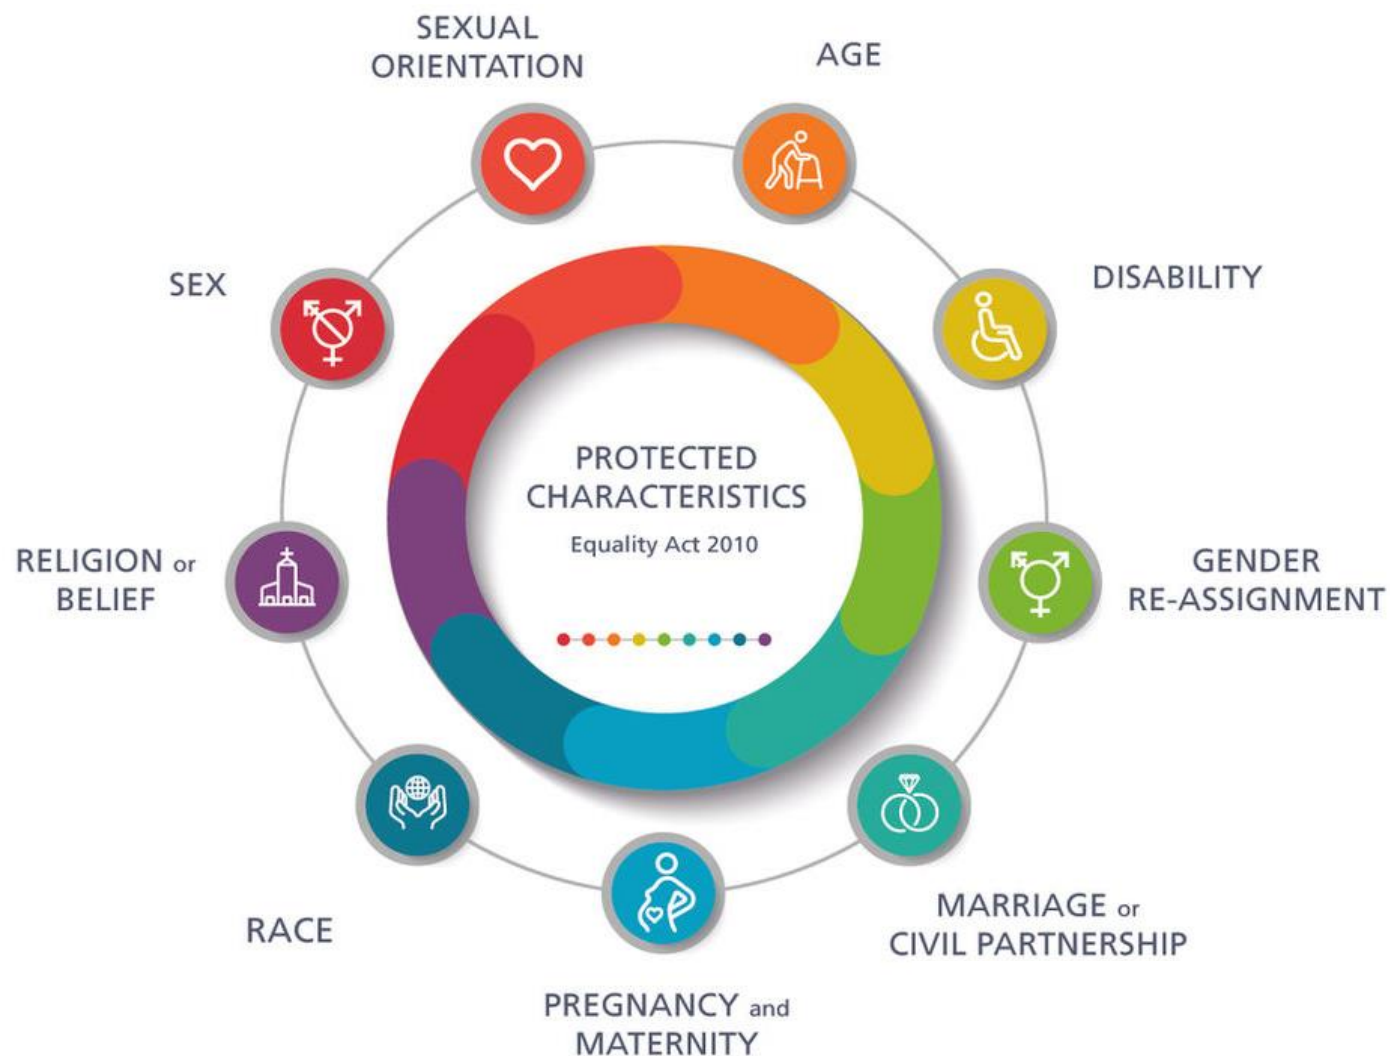 SEXUAL
ORIENTATION
AGE
SEX
DISABILITY
PROTECTED
CHARACTERISTICS
Equality Act 2010
RELIGION or
BELIEF
GENDER
RE-ASSIGNMENT
RACE
MARRIAGE or
CIVIL PARTNERSHIP
PREGNANCY and
MATERNITY